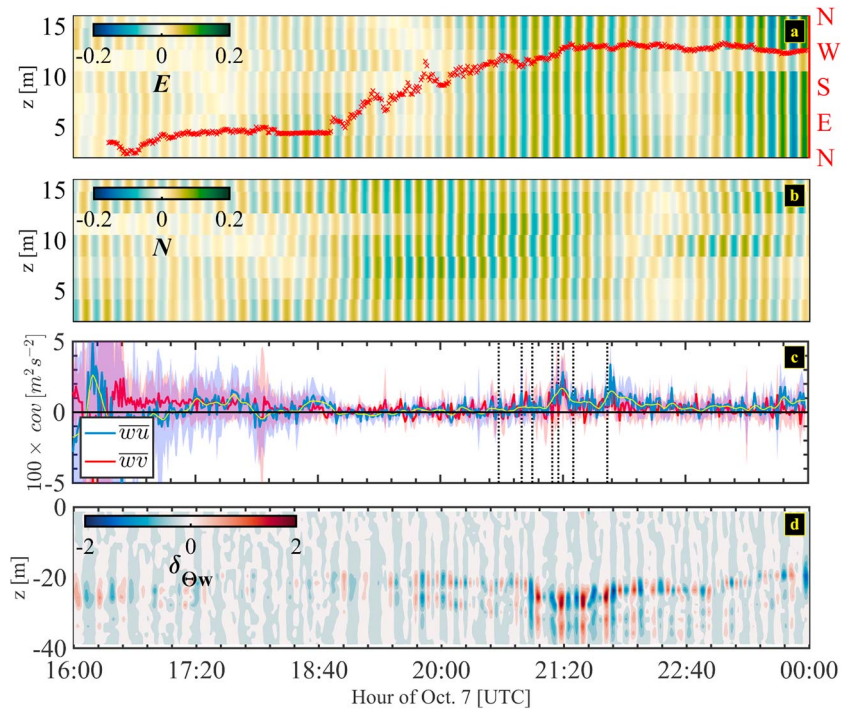 15
10
5
z [m]
-0.2 0 0.2
E
a
N
W
S
E
N
15
10
5
z [m]
-0.2 0 0.2
N
b
5
0
-5
100 × cov [m² s⁻²]
wu
wv
c
0
-20
-40
z [m]
-2 0 2
δΘw
d
16:00 17:20 18:40 20:00 21:20 22:40 00:00
Hour of Oct. 7 [UTC]